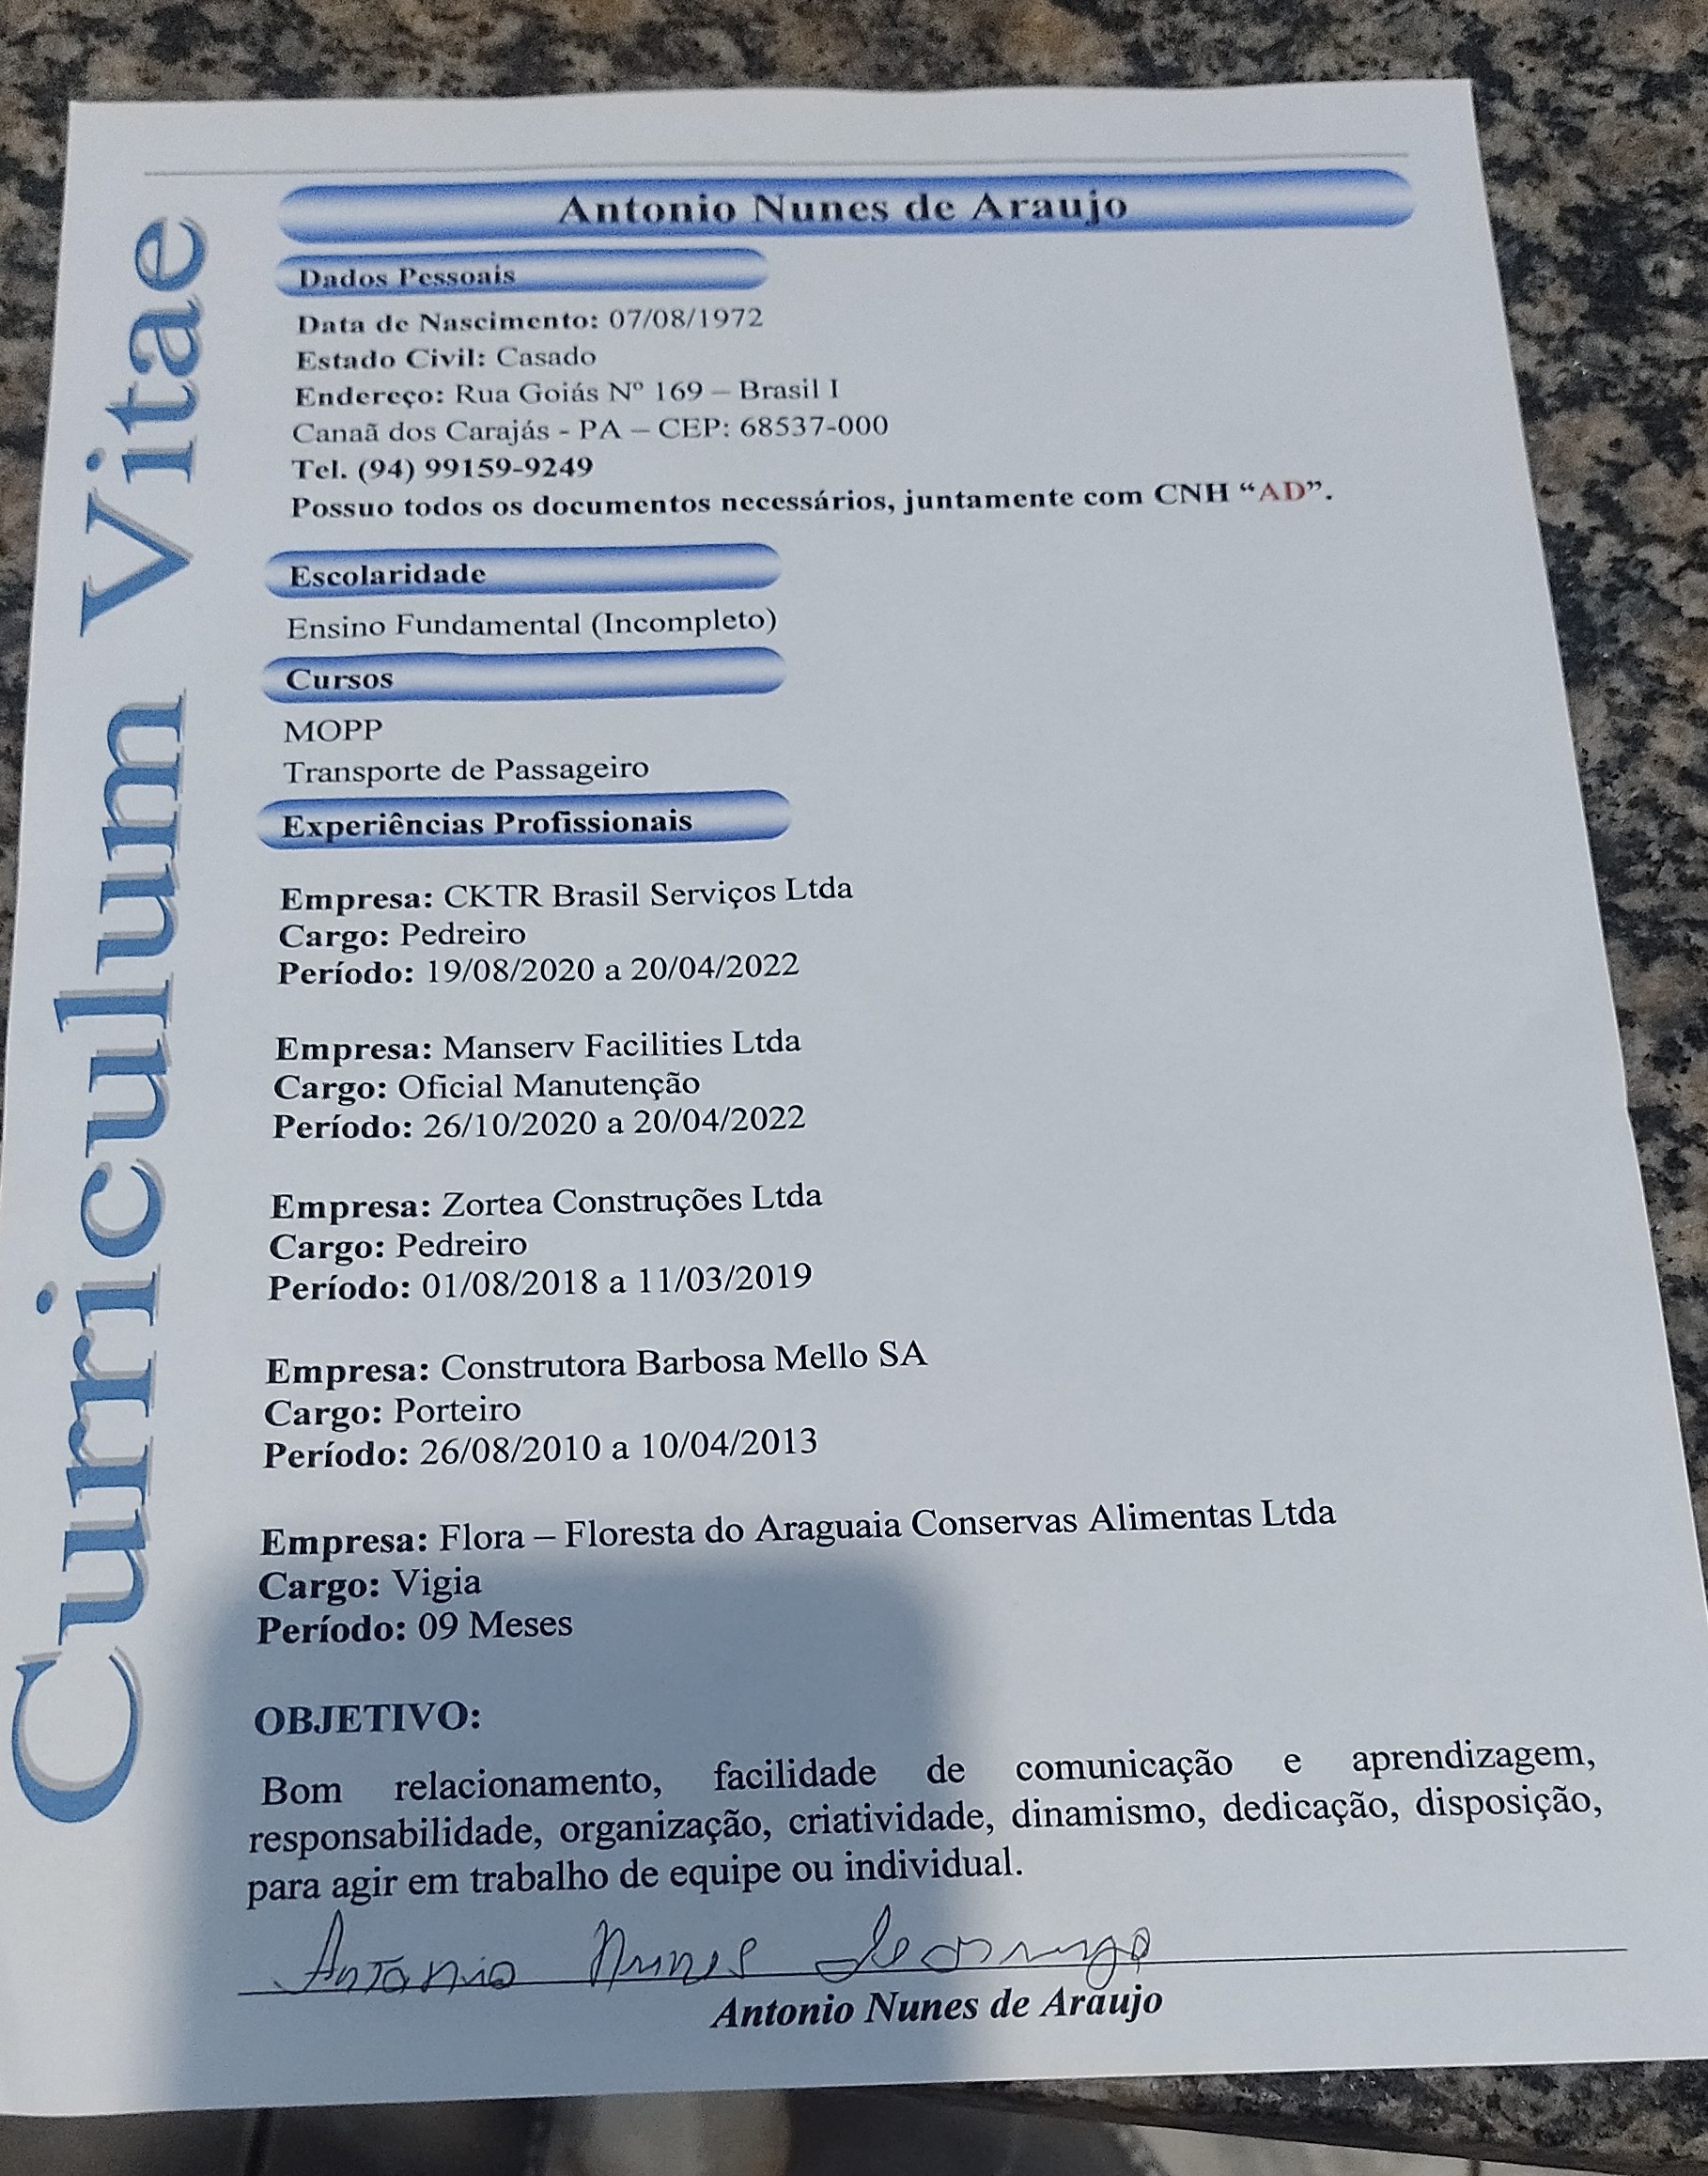 Curriculum Vitae
Antonio Nunes de Araujo
Dados Pessoais
Data de Nascimento: 07/08/1972
Estado Civil: Casado
Endereço: Rua Goiás Nº 169 – Brasil I
Canaã dos Carajás - PA – CEP: 68537-000
Tel. (94) 99159-9249
Possuo todos os documentos necessários, juntamente com CNH “AD”.
Escolaridade
Ensino Fundamental (Incompleto)
Cursos
MOPP
Transporte de Passageiro
Experiências Profissionais
Empresa: CKTR Brasil Serviços Ltda
Cargo: Pedreiro
Período: 19/08/2020 a 20/04/2022
Empresa: Manserv Facilities Ltda
Cargo: Oficial Manutenção
Período: 26/10/2020 a 20/04/2022
Empresa: Zortea Construções Ltda
Cargo: Pedreiro
Período: 01/08/2018 a 11/03/2019
Empresa: Construtora Barbosa Mello SA
Cargo: Porteiro
Período: 26/08/2010 a 10/04/2013
Empresa: Flora – Floresta do Araguaia Conservas Alimentas Ltda
Cargo: Vigia
Período: 09 Meses
OBJETIVO:
Bom relacionamento, facilidade de comunicação e aprendizagem,
responsabilidade, organização, criatividade, dinamismo, dedicação, disposição,
para agir em trabalho de equipe ou individual.
Antonio Nunes de Araujo
Antonio Nunes de Araujo